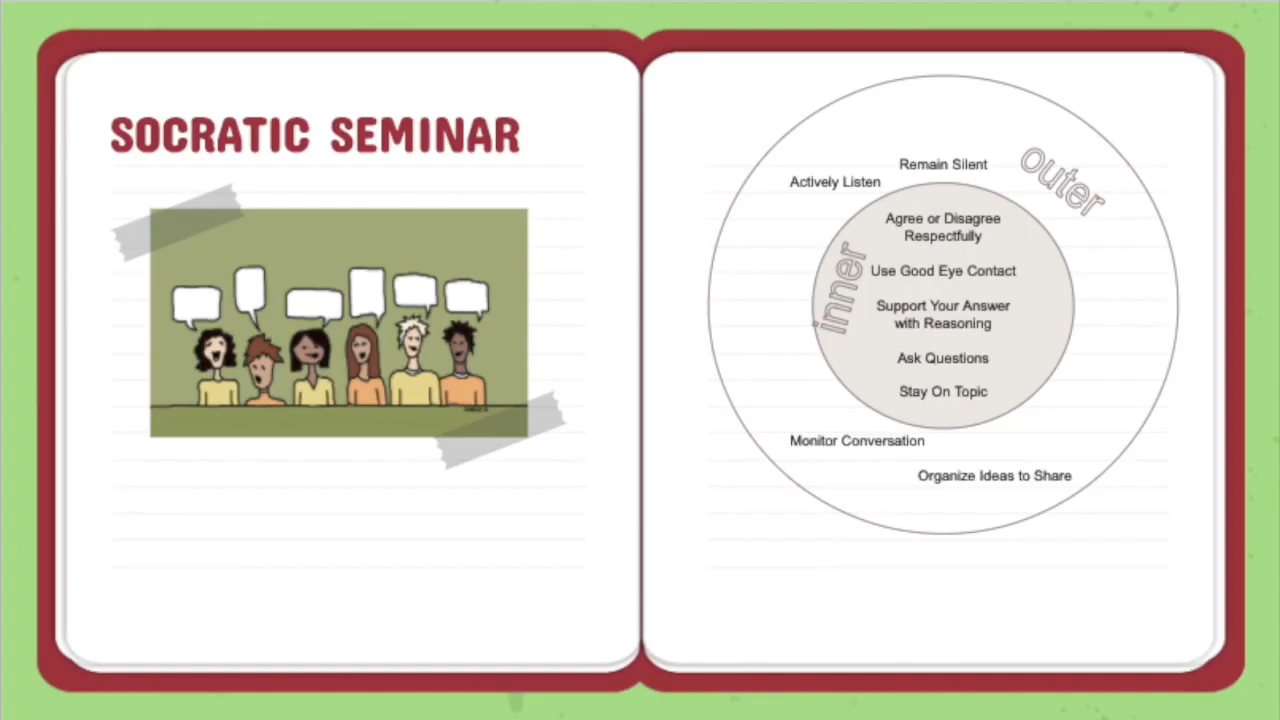 SOCRATIC SEMINAR
outer
Remain Silent
Actively Listen
inner
Agree or Disagree
Respectfully
Use Good Eye Contact
Support Your Answer
with Reasoning
Ask Questions
Stay On Topic
Monitor Conversation
Organize Ideas to Share